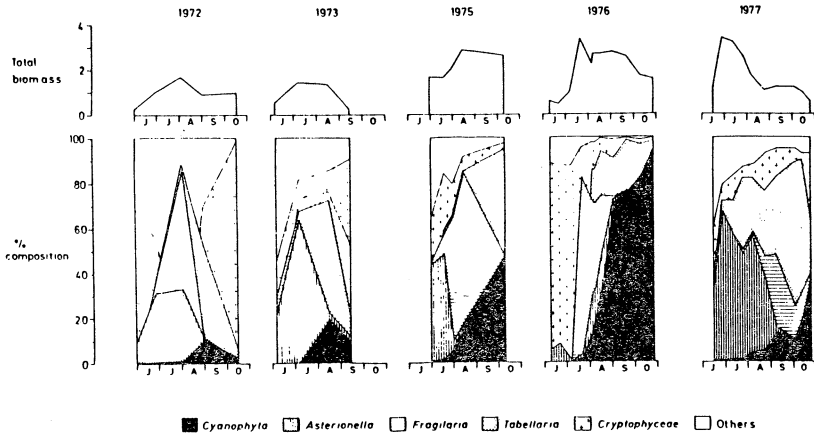 1972 1973 1975 1976 1977
4
Total
biomass
2
0
J J A S O J J A S O J J A S O J J A S O J J A S O
100
80
60
%
composition
40
20
0
J J A S O J J A S O J J A S O J J A S O J J A S O
Cyanophyta Asterionella Fragilaria Tabellaria Cryptophyceae Others